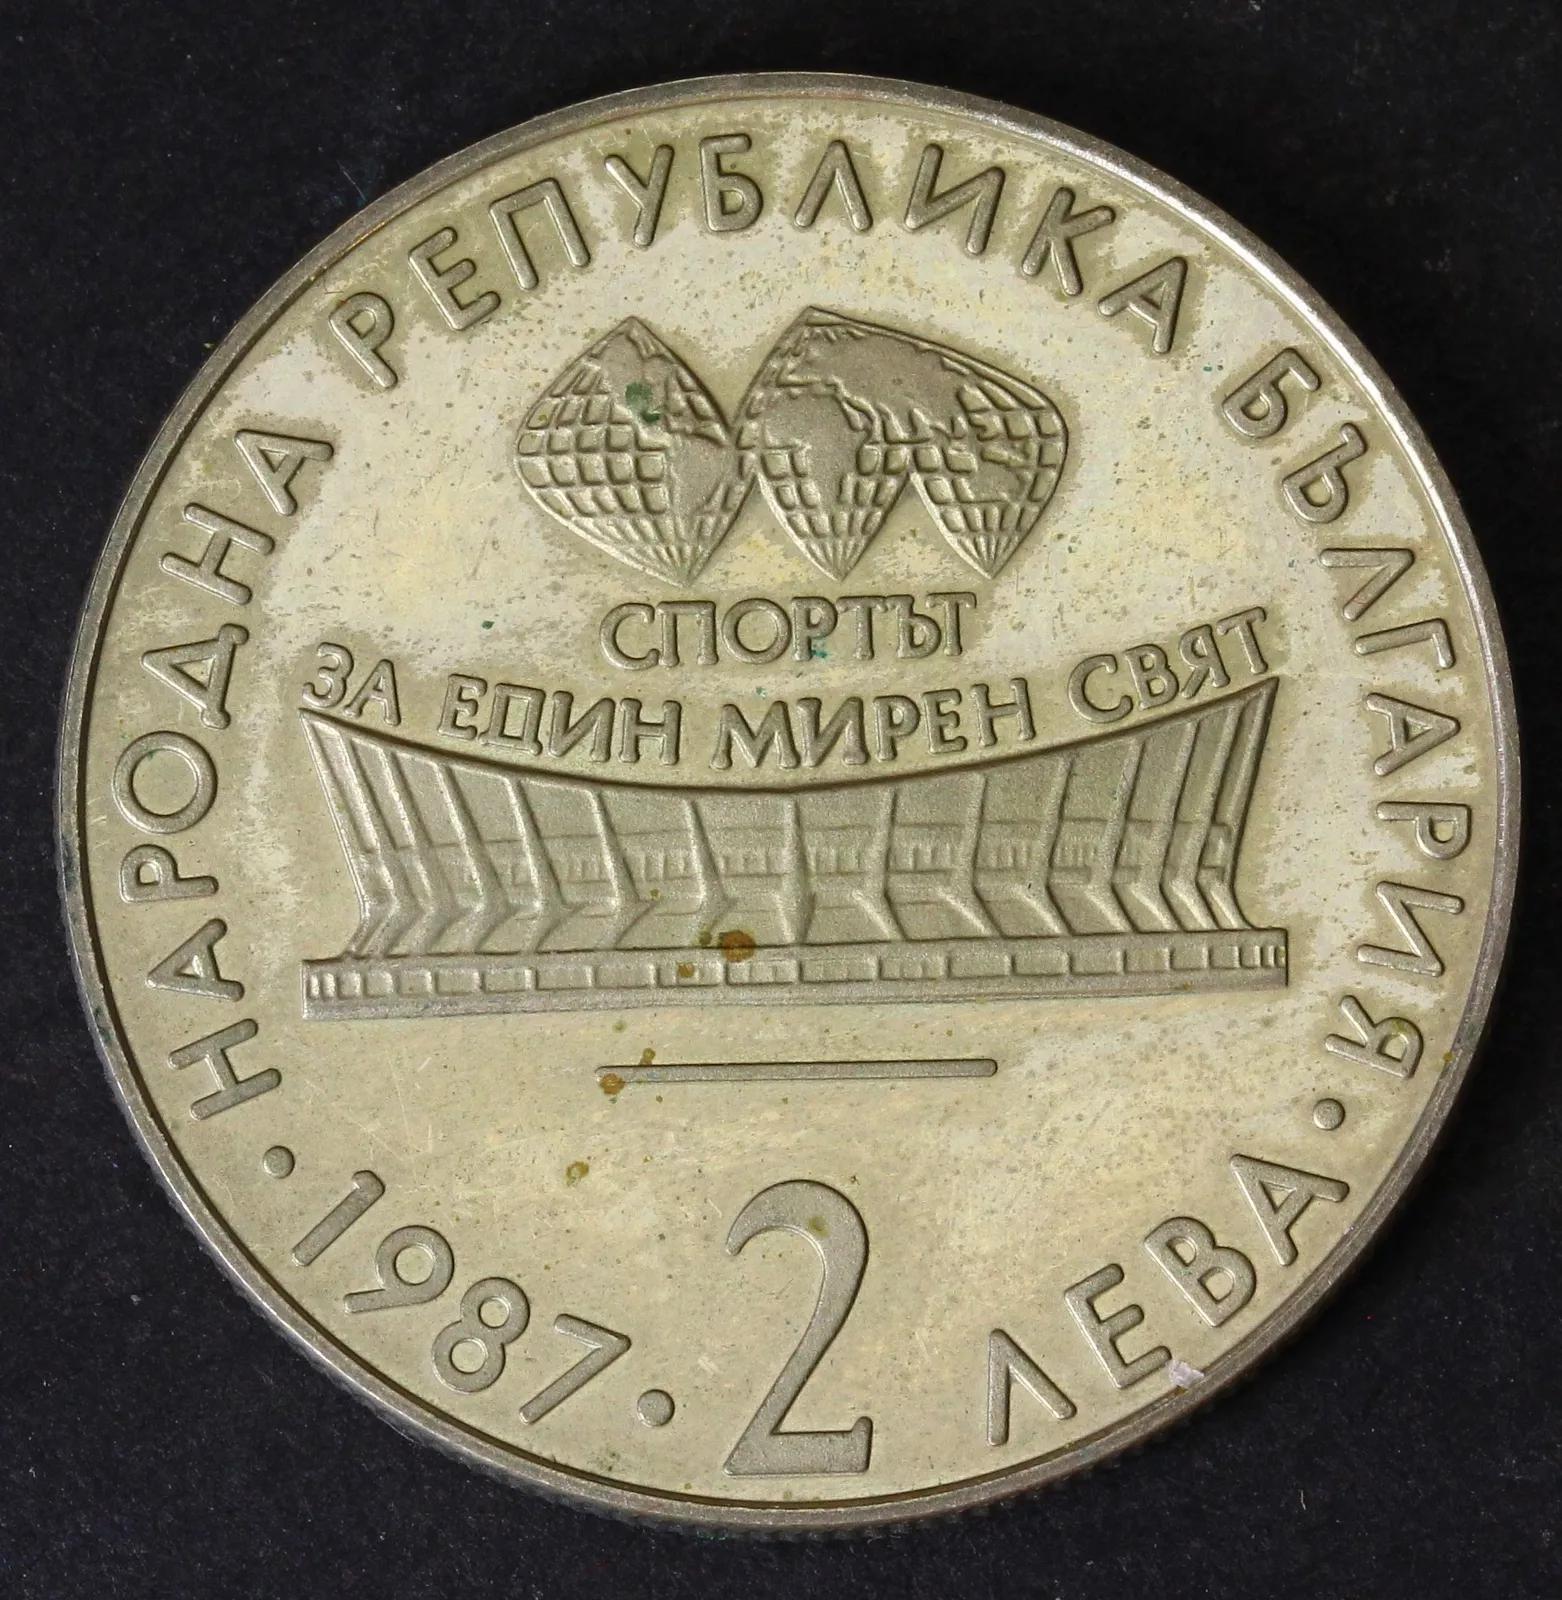 НАРОДНА РЕПУБЛИКА БЪЛГАРИЯ
СПОРТЪТ
ЗА ЕДИН МИРЕН СВЯТ
·1987· 2 ЛЕВА·